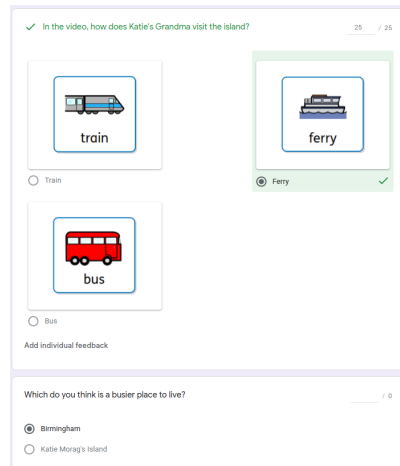 In the video, how does Katie's Grandma visit the island?
25 / 25
train
ferry
Train
Ferry
bus
Bus
Add individual feedback
Which do you think is a busier place to live?
/ 0
Birmingham
Katie Morag's Island